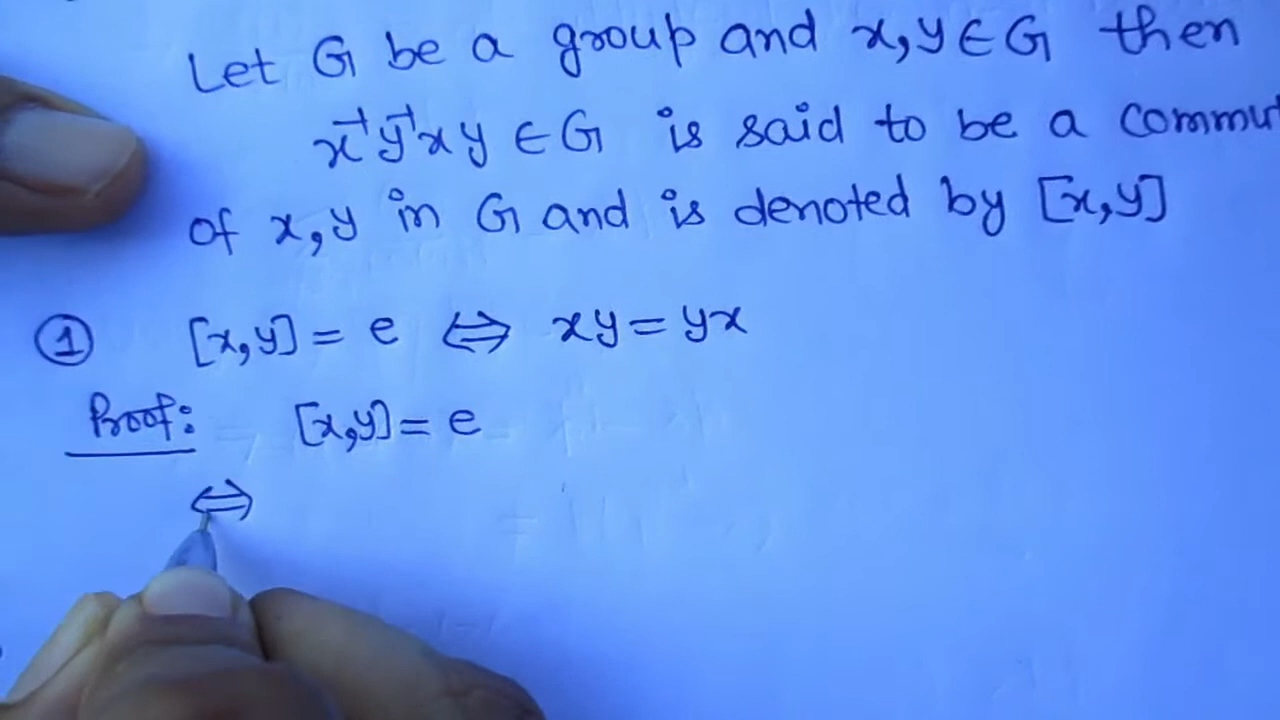 Let G be a group and x, y ∈ G then
x⁻¹y⁻¹xy ∈ G is said to be a commut
of x, y in G and is denoted by [x,y]
① [x,y] = e ⇔ xy = yx
Proof: [x,y] = e
⇔